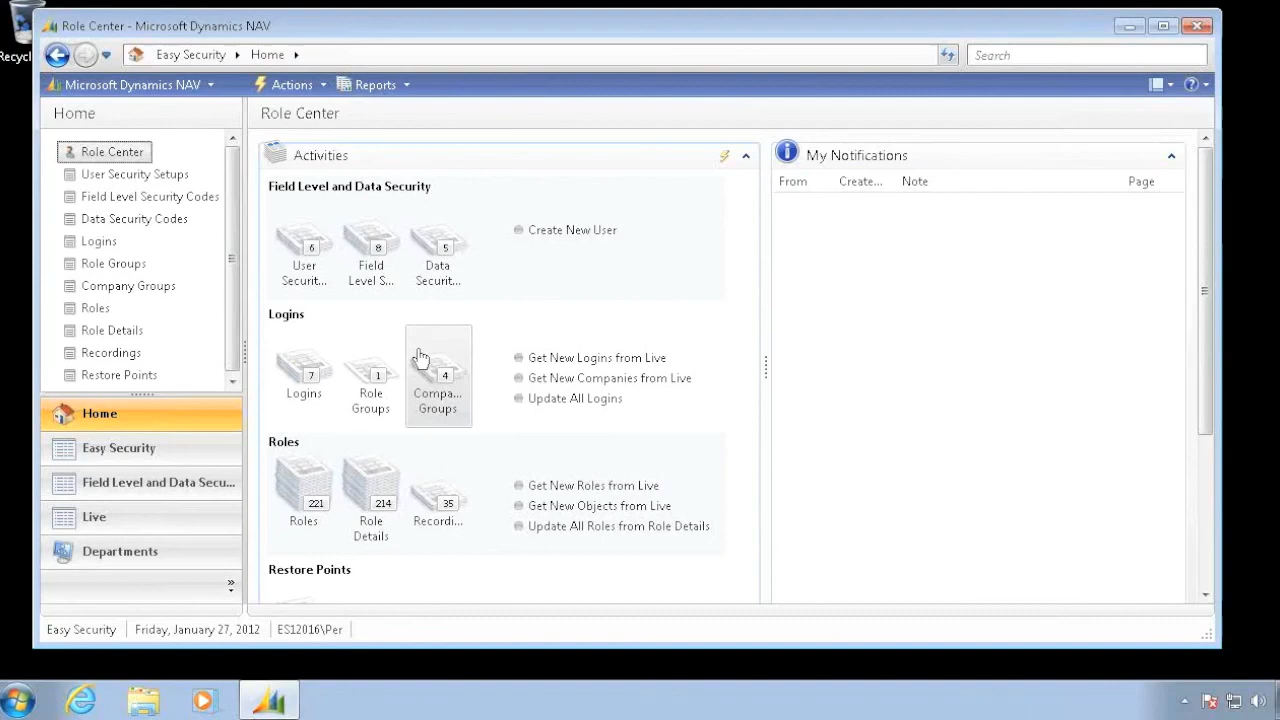 Role Center - Microsoft Dynamics NAV
Easy Security
Home
Search
Microsoft Dynamics NAV
Actions
Reports
Home
Role Center
User Security Setups
Field Level Security Codes
Data Security Codes
Logins
Role Groups
Company Groups
Roles
Role Details
Recordings
Restore Points
Home
Easy Security
Field Level and Data Secu...
Live
Departments
Role Center
Activities
Field Level and Data Security
6
8
5
User Securit...
Field Level S...
Data Securit...
Create New User
Logins
7
1
4
Logins
Role Groups
Compa... Groups
Get New Logins from Live
Get New Companies from Live
Update All Logins
Roles
221
214
35
Roles
Role Details
Recordi...
Get New Roles from Live
Get New Objects from Live
Update All Roles from Role Details
Restore Points
My Notifications
From Create... Note Page
Easy Security
Friday, January 27, 2012
ES12016\Per